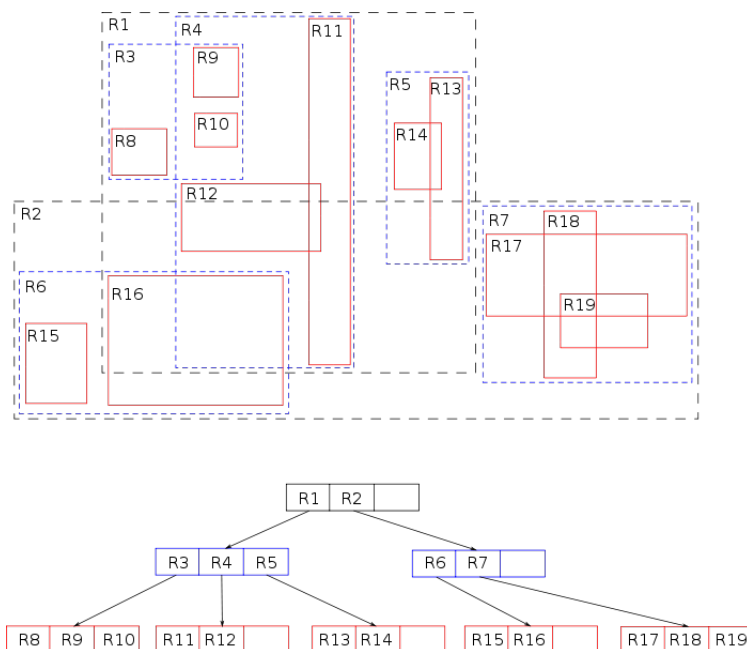 R1
R4
R11
R3
R9
R5
R13
R10
R14
R8
R12
R2
R7
R18
R17
R6
R16
R19
R15
R1 R2
R3 R4 R5
R6 R7
R8 R9 R10
R11 R12
R13 R14
R15 R16
R17 R18 R19